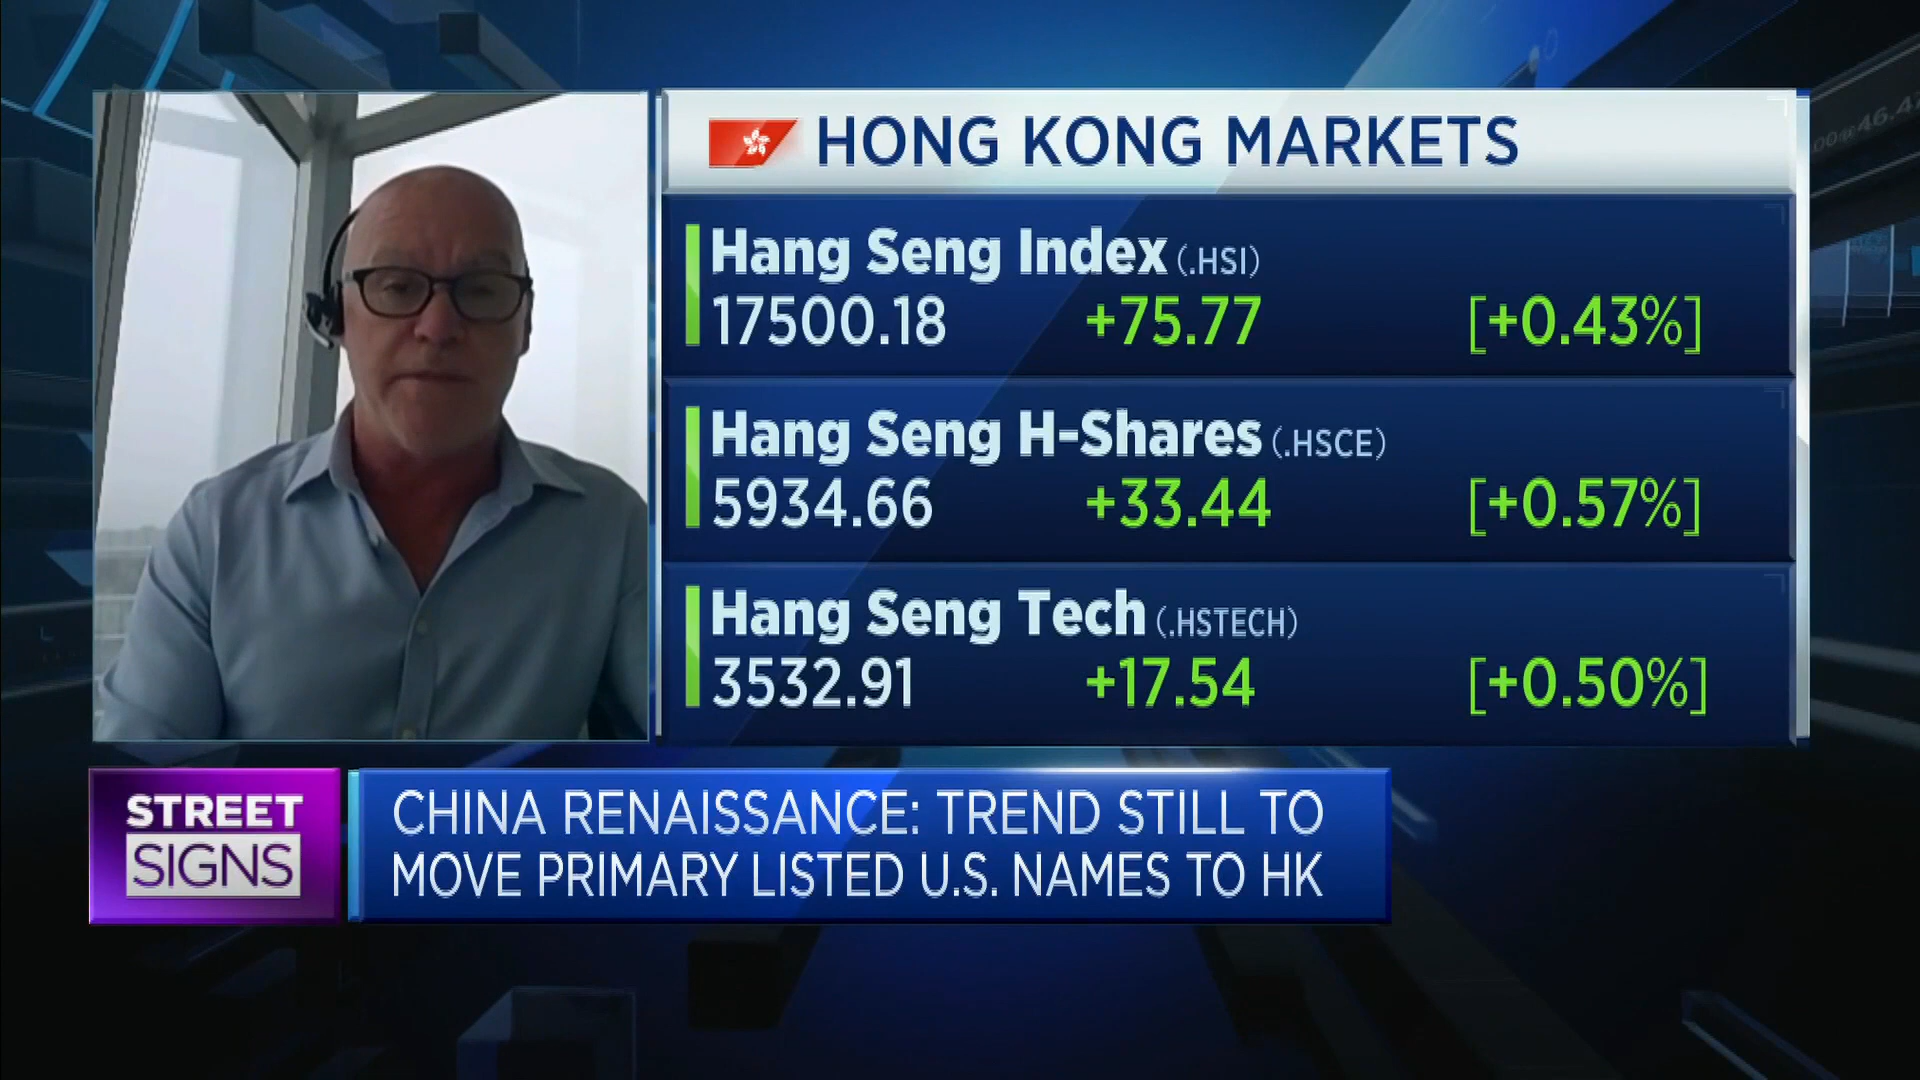 HONG KONG MARKETS
Hang Seng Index (.HSI)
17500.18 +75.77 [+0.43%]
Hang Seng H-Shares (.HSCE)
5934.66 +33.44 [+0.57%]
Hang Seng Tech (.HSTECH)
3532.91 +17.54 [+0.50%]
STREET
SIGNS
CHINA RENAISSANCE: TREND STILL TO
MOVE PRIMARY LISTED U.S. NAMES TO HK